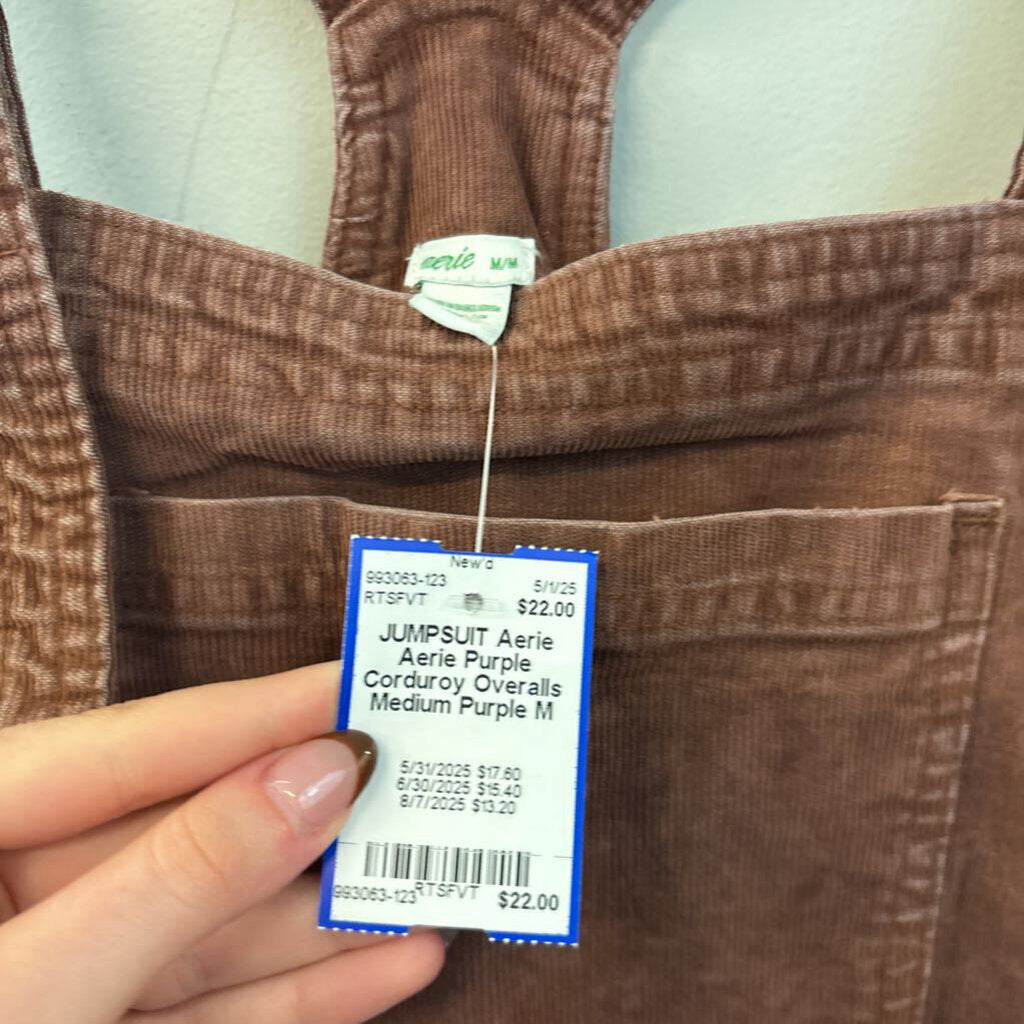 aerie M/M
New'd
993063-123 5/1/25
RTSFVT $22.00
JUMPSUIT Aerie
Aerie Purple
Corduroy Overalls
Medium Purple M
5/31/2025 $17.60
6/30/2025 $15.40
8/7/2025 $13.20
993063-123 RTSFVT $22.00